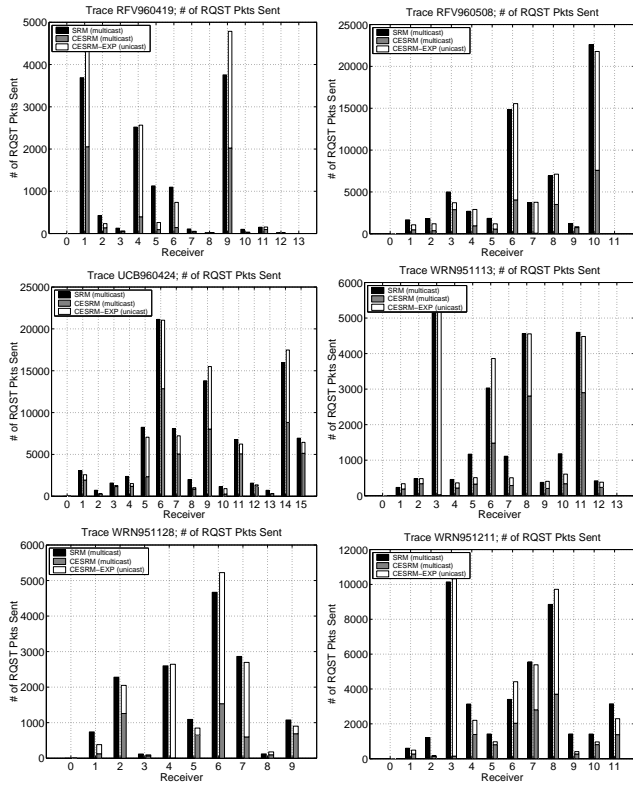 Trace RFV960419; # of RQST Pkts Sent
SRM (multicast)
CESRM (multicast)
CESRM−EXP (unicast)
# of RQST Pkts Sent
5000
4000
3000
2000
1000
0
0 1 2 3 4 5 6 7 8 9 10 11 12 13
Receiver
Trace RFV960508; # of RQST Pkts Sent
SRM (multicast)
CESRM (multicast)
CESRM−EXP (unicast)
# of RQST Pkts Sent
25000
20000
15000
10000
5000
0
0 1 2 3 4 5 6 7 8 9 10 11
Receiver
Trace UCB960424; # of RQST Pkts Sent
SRM (multicast)
CESRM (multicast)
CESRM−EXP (unicast)
# of RQST Pkts Sent
25000
20000
15000
10000
5000
0
0 1 2 3 4 5 6 7 8 9 10 11 12 13 14 15
Receiver
Trace WRN951113; # of RQST Pkts Sent
SRM (multicast)
CESRM (multicast)
CESRM−EXP (unicast)
# of RQST Pkts Sent
6000
5000
4000
3000
2000
1000
0
0 1 2 3 4 5 6 7 8 9 10 11 12 13
Receiver
Trace WRN951128; # of RQST Pkts Sent
SRM (multicast)
CESRM (multicast)
CESRM−EXP (unicast)
# of RQST Pkts Sent
6000
5000
4000
3000
2000
1000
0
0 1 2 3 4 5 6 7 8 9
Receiver
Trace WRN951211; # of RQST Pkts Sent
SRM (multicast)
CESRM (multicast)
CESRM−EXP (unicast)
# of RQST Pkts Sent
12000
10000
8000
6000
4000
2000
0
0 1 2 3 4 5 6 7 8 9 10 11
Receiver